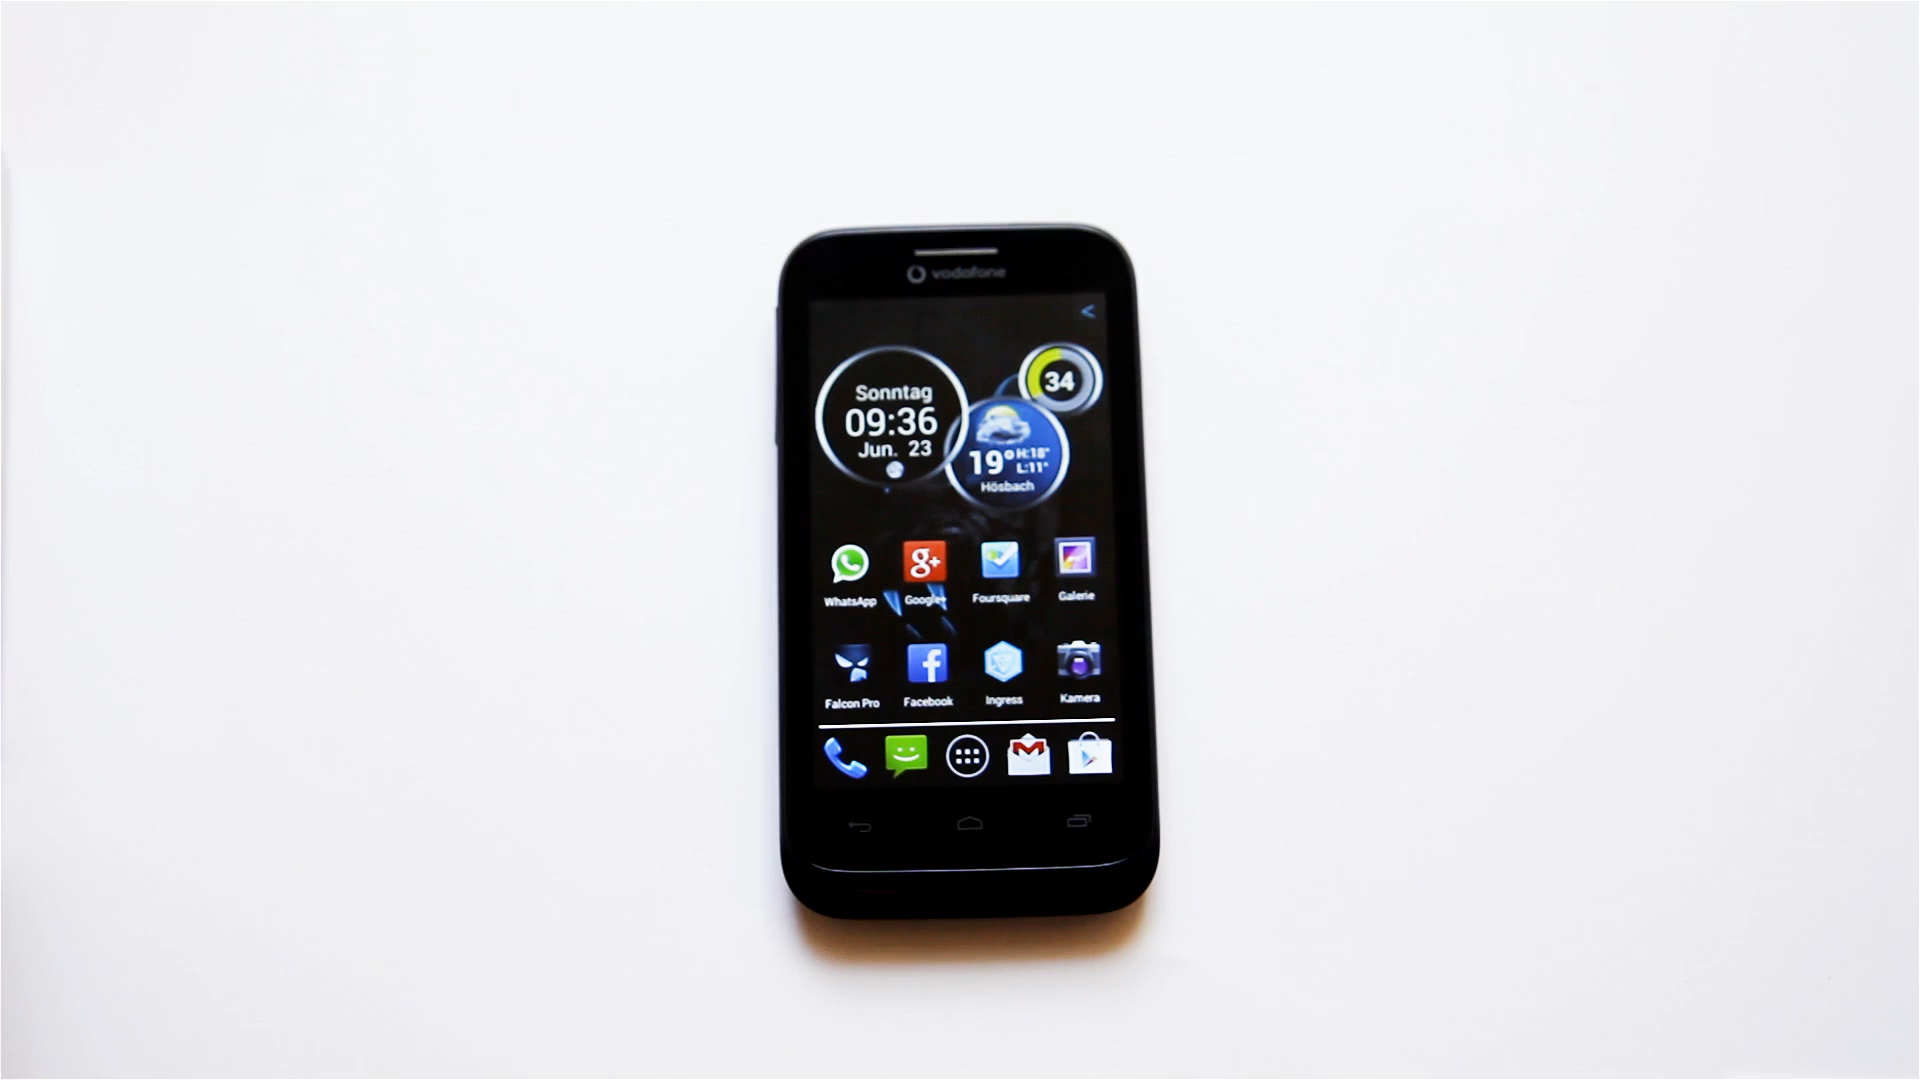 vodafone
Sonntag
09:36
Jun. 23
34
19° H:18°
L:11°
Hösbach
WhatsApp
Google+
Foursquare
Galerie
Falcon Pro
Facebook
Ingress
Kamera